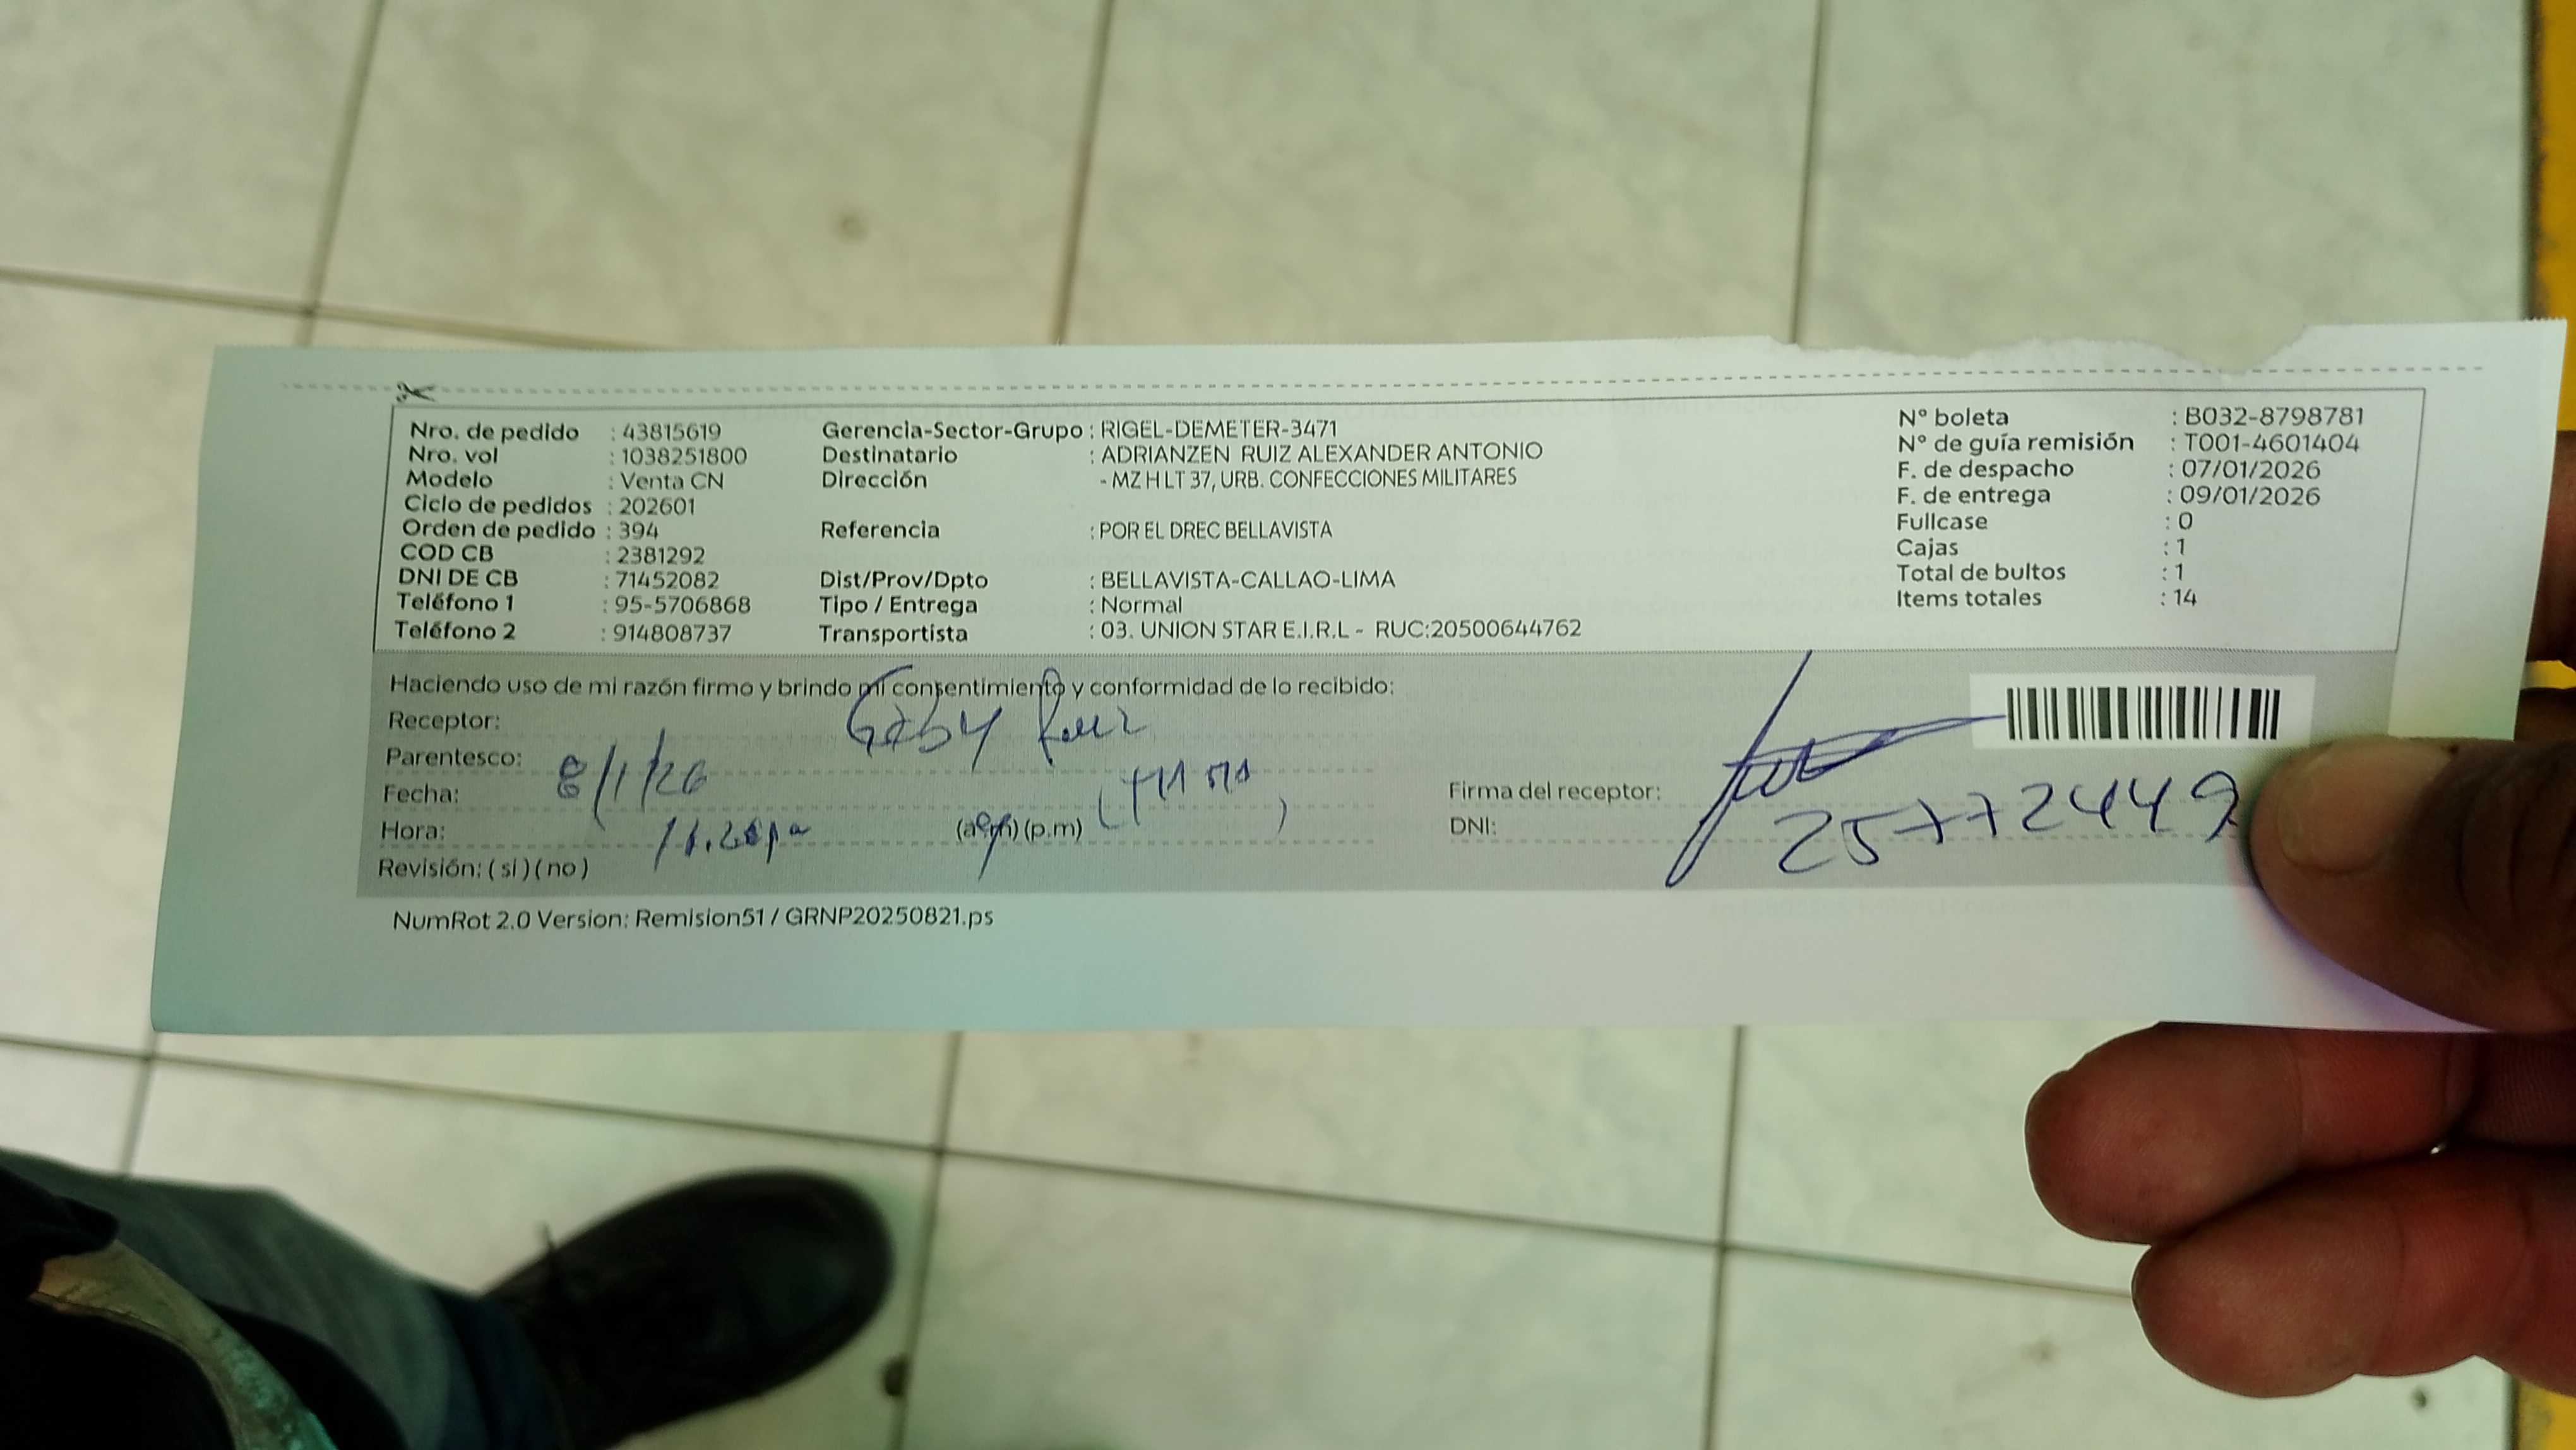 Nro. de pedido : 43815619
Nro. vol : 1038251800
Modelo : Venta CN
Ciclo de pedidos : 202601
Orden de pedido : 394
COD CB : 2381292
DNI DE CB : 71452082
Teléfono 1 : 95-5706868
Teléfono 2 : 914808737
Gerencia-Sector-Grupo : RIGEL-DEMETER-3471
Destinatario : ADRIANZEN RUIZ ALEXANDER ANTONIO
Dirección - MZ H LT 37, URB. CONFECCIONES MILITARES
Referencia : POR EL DREC BELLAVISTA
Dist/Prov/Dpto : BELLAVISTA-CALLAO-LIMA
Tipo / Entrega : Normal
Transportista : 03. UNION STAR E.I.R.L - RUC:20500644762
N° boleta : B032-8798781
N° de guía remisión : T001-4601404
F. de despacho : 07/01/2026
F. de entrega : 09/01/2026
Fullcase : 0
Cajas : 1
Total de bultos : 1
Items totales : 14
Haciendo uso de mi razón firmo y brindo mi consentimiento y conformidad de lo recibido:
Receptor: Gaby Ruiz
Parentesco:
Fecha: 8/1/26
Hora: (a.m) (p.m)
Revisión: ( si ) ( no )
Firma del receptor:
DNI: 25772449
NumRot 2.0 Version: Remision51 / GRNP20250821.ps